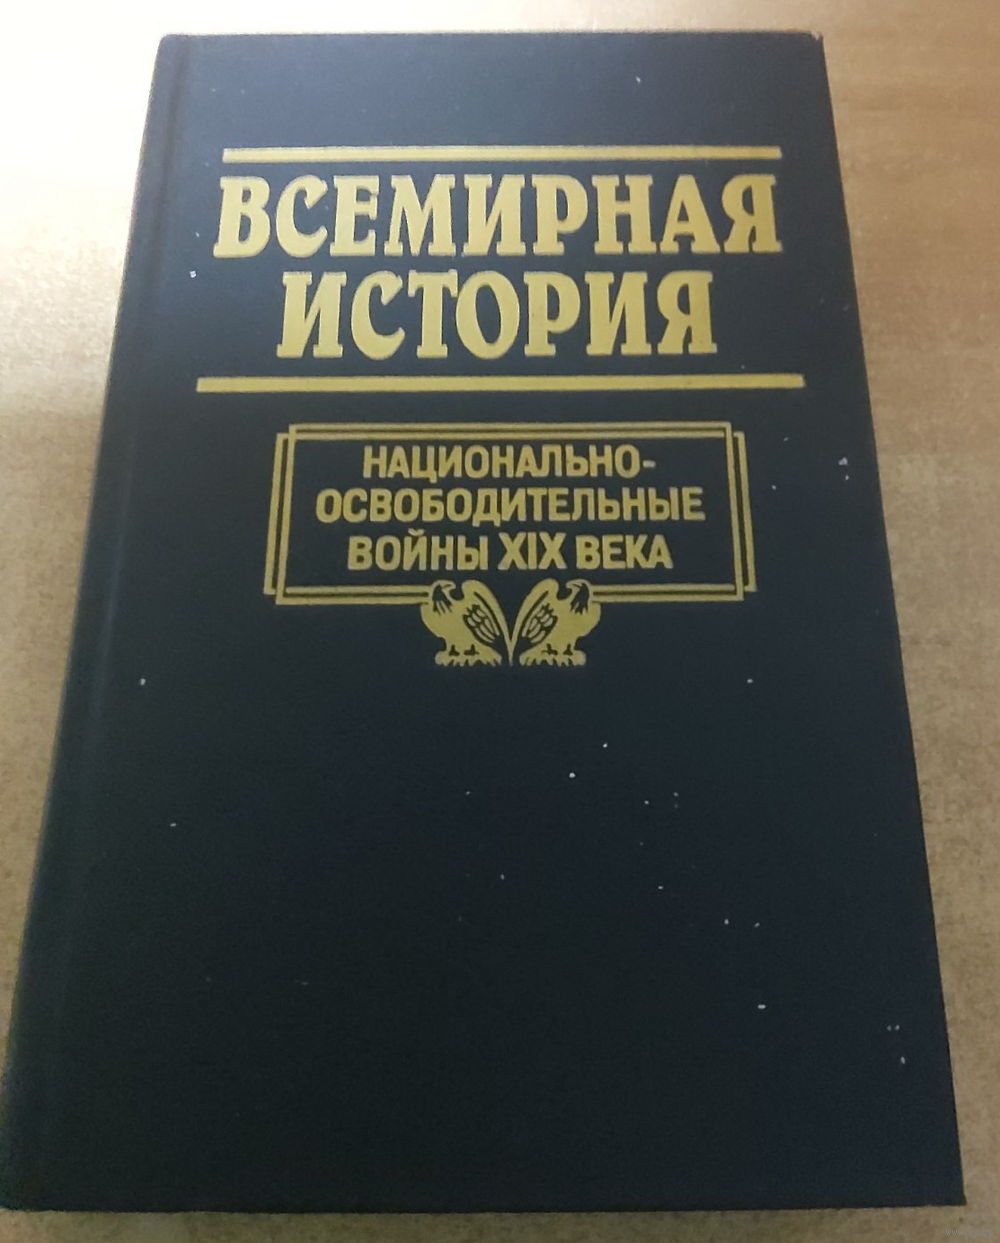 ВСЕМИРНАЯ
ИСТОРИЯ
НАЦИОНАЛЬНО-
ОСВОБОДИТЕЛЬНЫЕ
ВОЙНЫ XIX ВЕКА